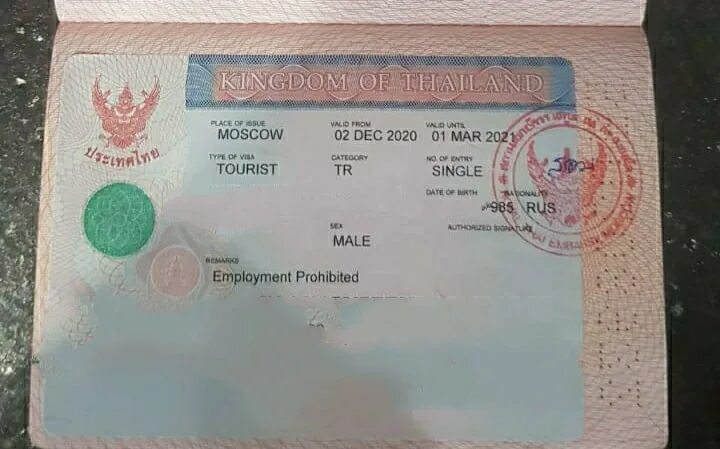 KINGDOM OF THAILAND
ประเทศไทย
PLACE OF ISSUE VALID FROM VALID UNTIL
MOSCOW 02 DEC 2020 01 MAR 2021
TYPE OF VISA CATEGORY NO. OF ENTRY
TOURIST TR SINGLE
DATE OF BIRTH NATIONALITY
985 RUS
SEX AUTHORIZED SIGNATURE
MALE
REMARKS
Employment Prohibited